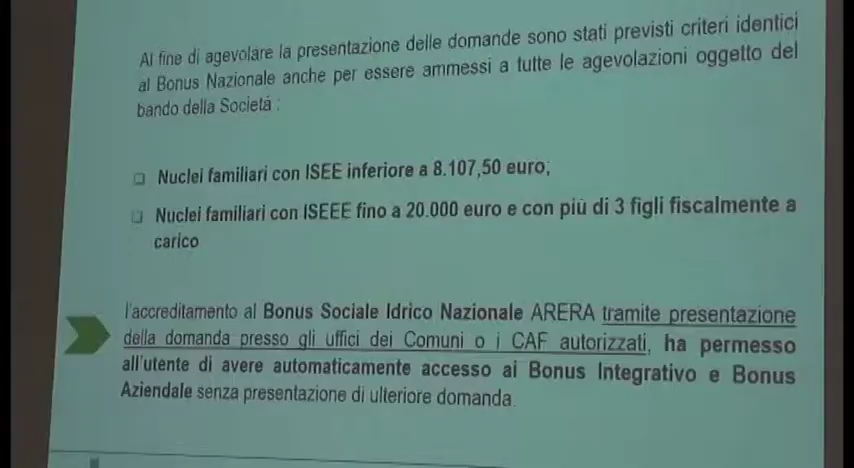 Al fine di agevolare la presentazione delle domande sono stati previsti criteri identici
al Bonus Nazionale anche per essere ammessi a tutte le agevolazioni oggetto del
bando della Società :
❑ Nuclei familiari con ISEE inferiore a 8.107,50 euro;
❑ Nuclei familiari con ISEEE fino a 20.000 euro e con più di 3 figli fiscalmente a
carico
l'accreditamento al Bonus Sociale Idrico Nazionale ARERA tramite presentazione
della domanda presso gli uffici dei Comuni o i CAF autorizzati, ha permesso
all'utente di avere automaticamente accesso ai Bonus Integrativo e Bonus
Aziendale senza presentazione di ulteriore domanda.